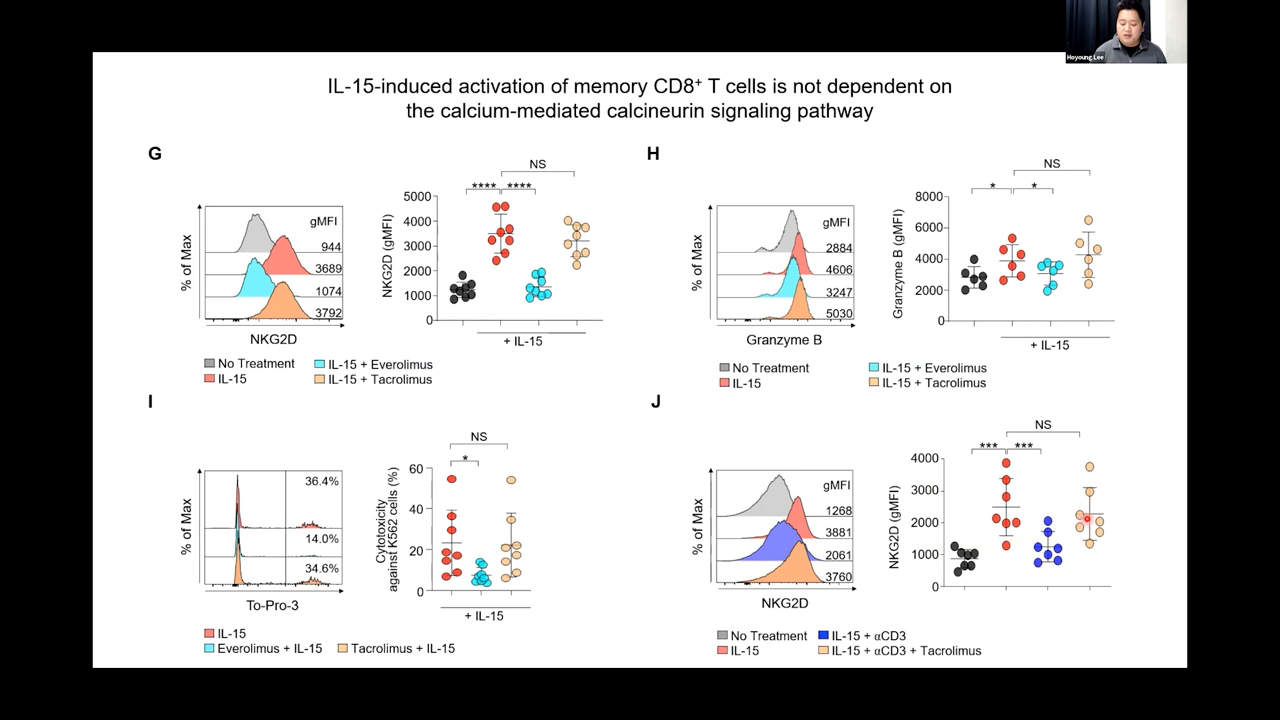 Hoyoung Lee
IL-15-induced activation of memory CD8+ T cells is not dependent on
the calcium-mediated calcineurin signaling pathway
G
% of Max
gMFI
944
3689
1074
3792
NKG2D
NKG2D (gMFI)
5000
4000
3000
2000
1000
0
NS
**** ****
+ IL-15
No Treatment
IL-15
IL-15 + Everolimus
IL-15 + Tacrolimus
H
% of Max
gMFI
2884
4606
3247
5030
Granzyme B
Granzyme B (gMFI)
8000
6000
4000
2000
0
NS
* *
+ IL-15
No Treatment
IL-15
IL-15 + Everolimus
IL-15 + Tacrolimus
I
% of Max
36.4%
14.0%
34.6%
To-Pro-3
Cytotoxicity
against K562 cells (%)
60
40
20
0
NS
*
+ IL-15
IL-15
Everolimus + IL-15
Tacrolimus + IL-15
J
% of Max
gMFI
1268
3881
2061
3760
NKG2D
NKG2D (gMFI)
4000
3000
2000
1000
0
NS
*** ***
No Treatment
IL-15
IL-15 + αCD3
IL-15 + αCD3 + Tacrolimus